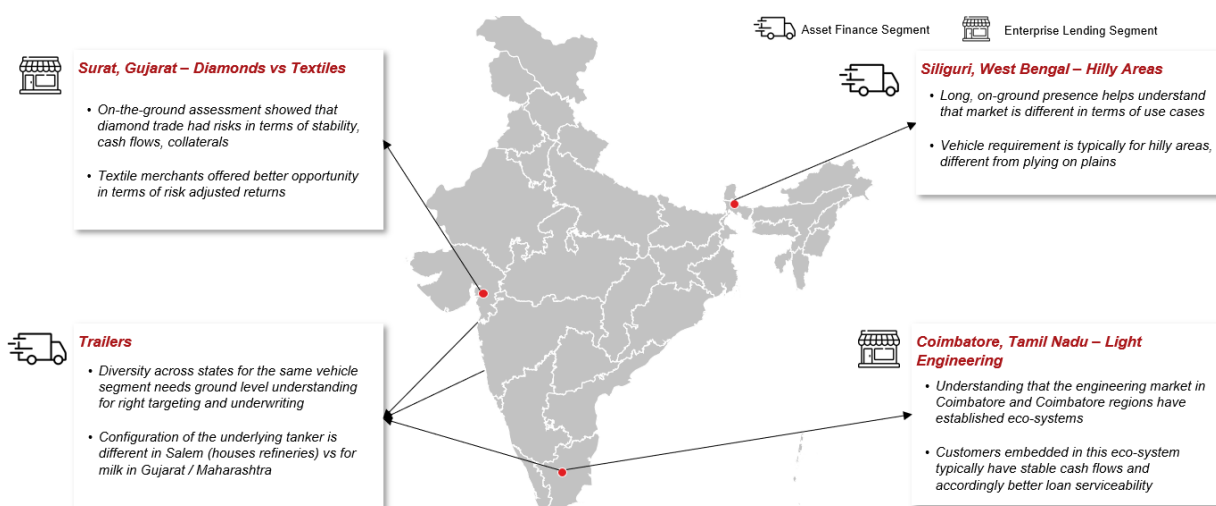 Asset Finance Segment
Enterprise Lending Segment
Surat, Gujarat – Diamonds vs Textiles
• On-the-ground assessment showed that
diamond trade had risks in terms of stability,
cash flows, collaterals
• Textile merchants offered better opportunity
in terms of risk adjusted returns
Siliguri, West Bengal – Hilly Areas
• Long, on-ground presence helps understand
that market is different in terms of use cases
• Vehicle requirement is typically for hilly areas,
different from plying on plains
Trailers
• Diversity across states for the same vehicle
segment needs ground level understanding
for right targeting and underwriting
• Configuration of the underlying tanker is
different in Salem (houses refineries) vs for
milk in Gujarat / Maharashtra
Coimbatore, Tamil Nadu – Light
Engineering
• Understanding that the engineering market in
Coimbatore and Coimbatore regions have
established eco-systems
• Customers embedded in this eco-system
typically have stable cash flows and
accordingly better loan serviceability